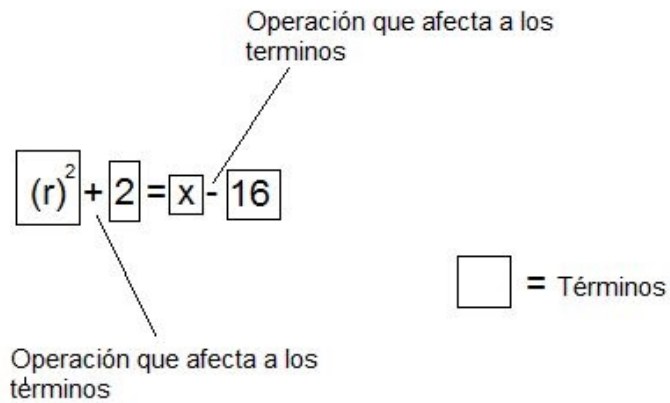 Operación que afecta a los
terminos
(r)² + 2 = x - 16
= Términos
Operación que afecta a los
términos